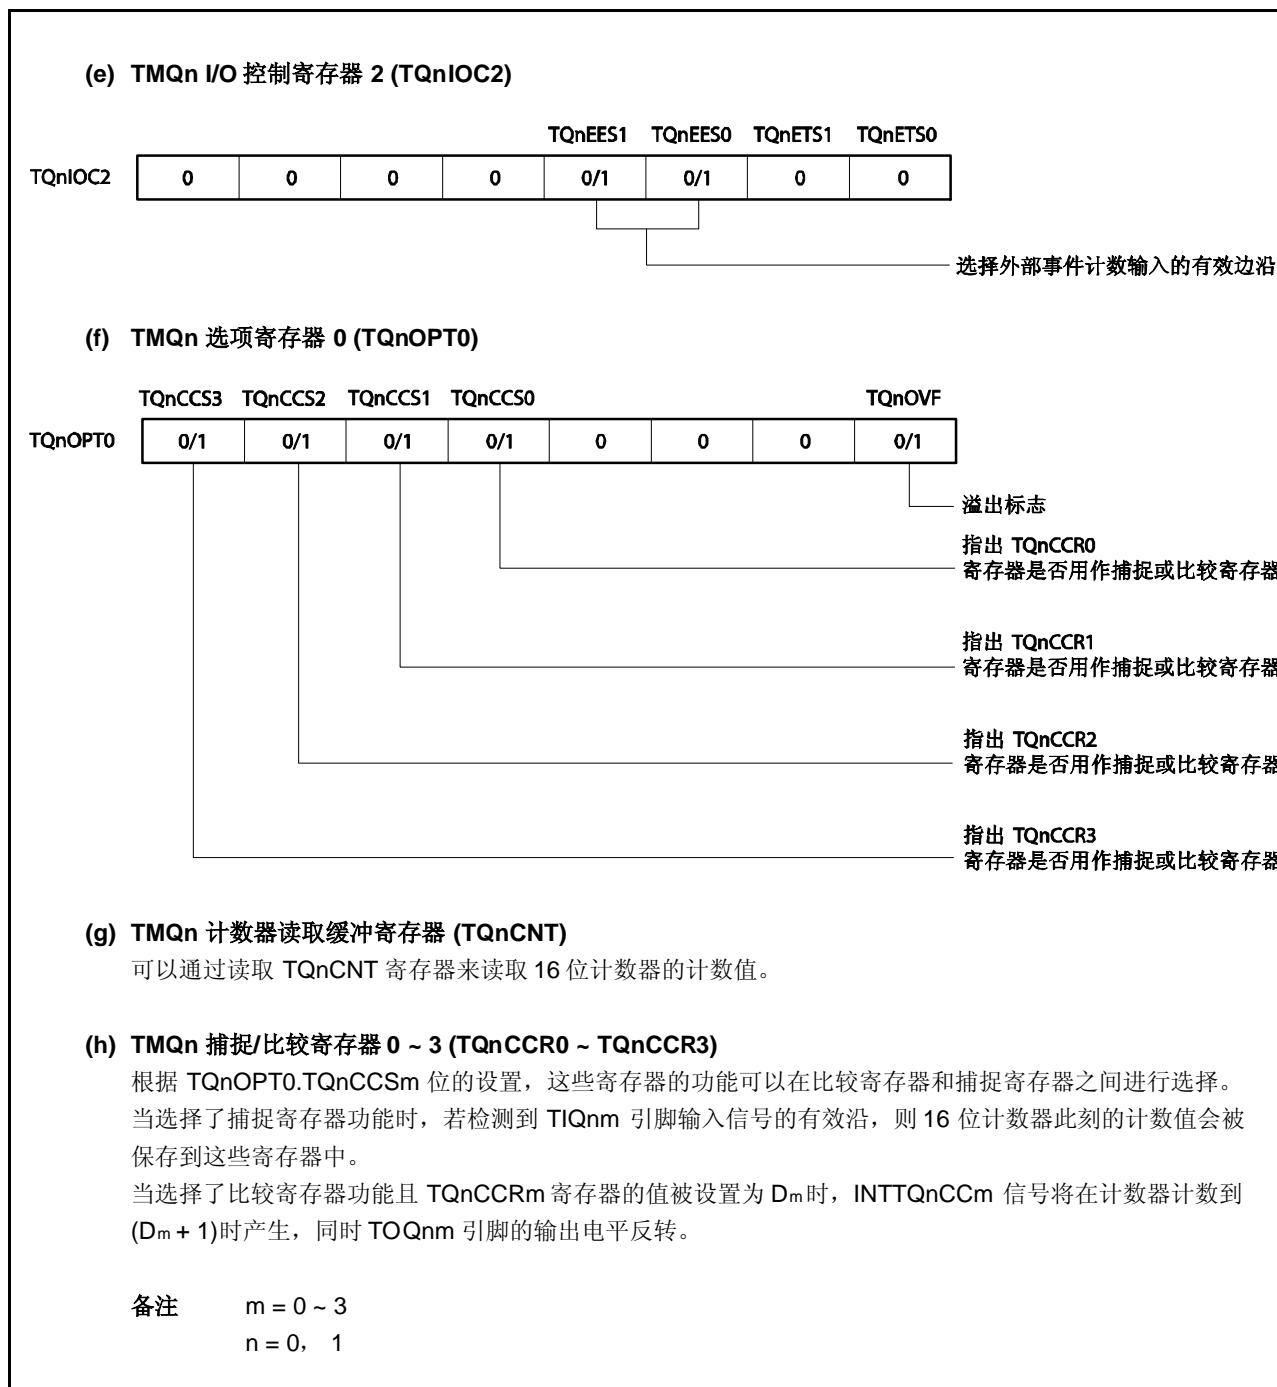 (e) TMQn I/O 控制寄存器 2 (TQnIOC2)
TQnEES1 TQnEES0 TQnETS1 TQnETS0
TQnIOC2 0 0 0 0 0/1 0/1 0 0
选择外部事件计数输入的有效边沿
(f) TMQn 选项寄存器 0 (TQnOPT0)
TQnCCS3 TQnCCS2 TQnCCS1 TQnCCS0 TQnOVF
TQnOPT0 0/1 0/1 0/1 0/1 0 0 0 0/1
溢出标志
指出 TQnCCR0
寄存器是否用作捕捉或比较寄存器
指出 TQnCCR1
寄存器是否用作捕捉或比较寄存器
指出 TQnCCR2
寄存器是否用作捕捉或比较寄存器
指出 TQnCCR3
寄存器是否用作捕捉或比较寄存器
(g) TMQn 计数器读取缓冲寄存器 (TQnCNT)
可以通过读取 TQnCNT 寄存器来读取 16 位计数器的计数值。
(h) TMQn 捕捉/比较寄存器 0 ~ 3 (TQnCCR0 ~ TQnCCR3)
根据 TQnOPT0.TQnCCSm 位的设置，这些寄存器的功能可以在比较寄存器和捕捉寄存器之间进行选择。
当选择了捕捉寄存器功能时，若检测到 TIQnm 引脚输入信号的有效沿，则 16 位计数器此刻的计数值会被
保存到这些寄存器中。
当选择了比较寄存器功能且 TQnCCRm 寄存器的值被设置为 Dm 时，INTTQnCCm 信号将在计数器计数到
(Dm + 1)时产生，同时 TOQnm 引脚的输出电平反转。
备注 m = 0 ~ 3
n = 0， 1